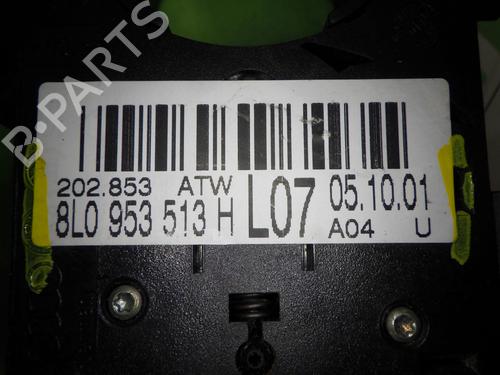 B-PARTS
202.853 ATW
8L0 953 513 H L07 05.10.01
A04 U